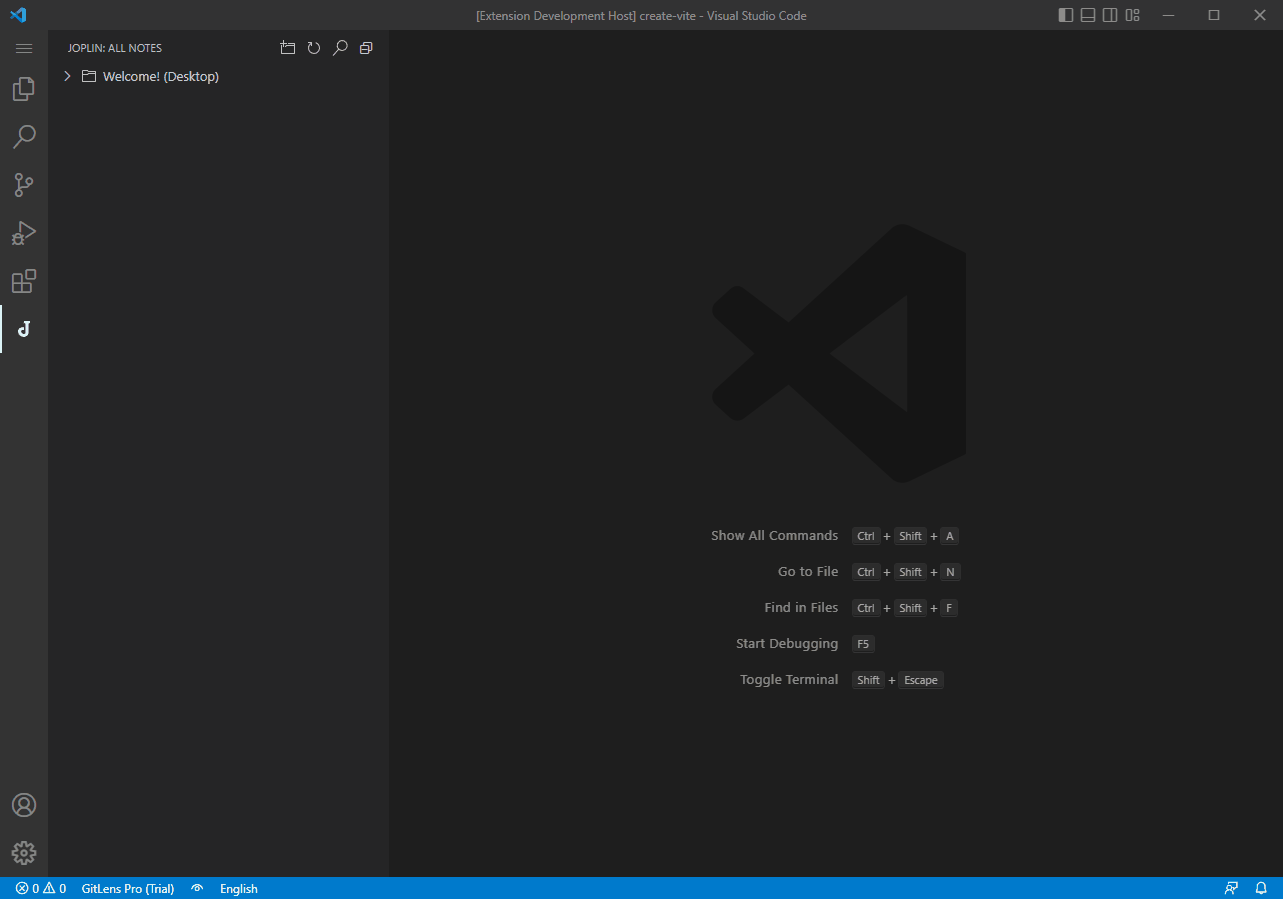 [Extension Development Host] create-vite - Visual Studio Code
JOPLIN: ALL NOTES
Welcome! (Desktop)
Show All Commands Ctrl + Shift + A
Go to File Ctrl + Shift + N
Find in Files Ctrl + Shift + F
Start Debugging F5
Toggle Terminal Shift + Escape
0 0 GitLens Pro (Trial) English